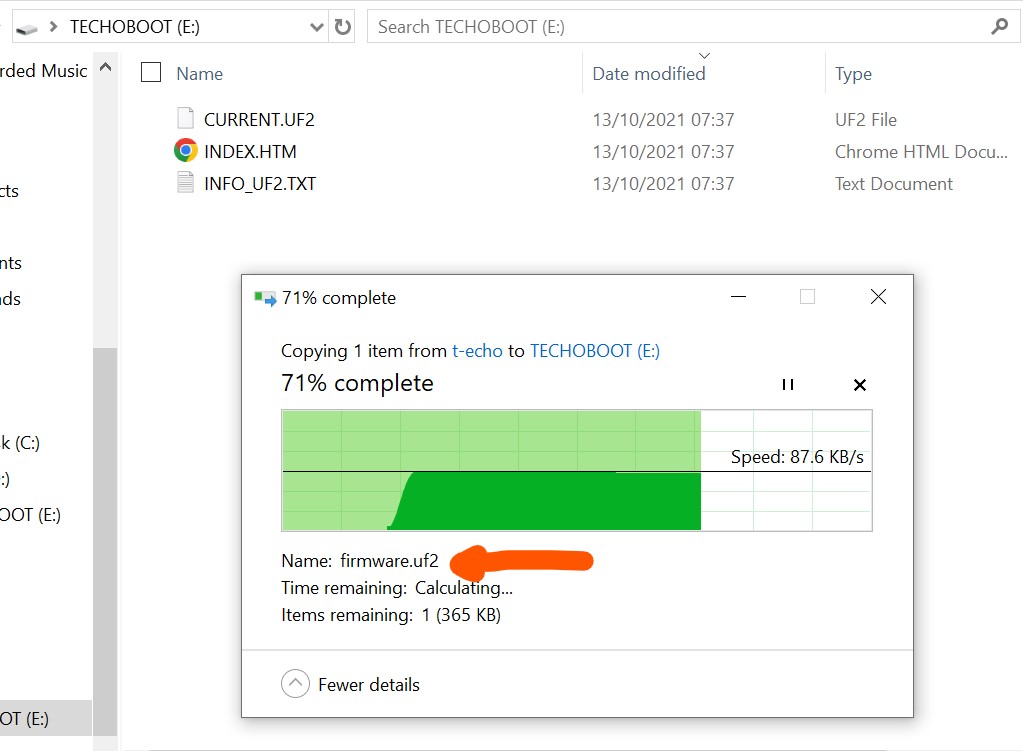 TECHOBOOT (E:)
Search TECHOBOOT (E:)
rded Music
Name
Date modified
Type
CURRENT.UF2
13/10/2021 07:37
UF2 File
INDEX.HTM
13/10/2021 07:37
Chrome HTML Docu...
INFO_UF2.TXT
13/10/2021 07:37
Text Document
cts
nts
ds
k (C:)
:)
OOT (E:)
OT (E:)
71% complete
Copying 1 item from t-echo to TECHOBOOT (E:)
71% complete
Speed: 87.6 KB/s
Name: firmware.uf2
Time remaining: Calculating...
Items remaining: 1 (365 KB)
Fewer details